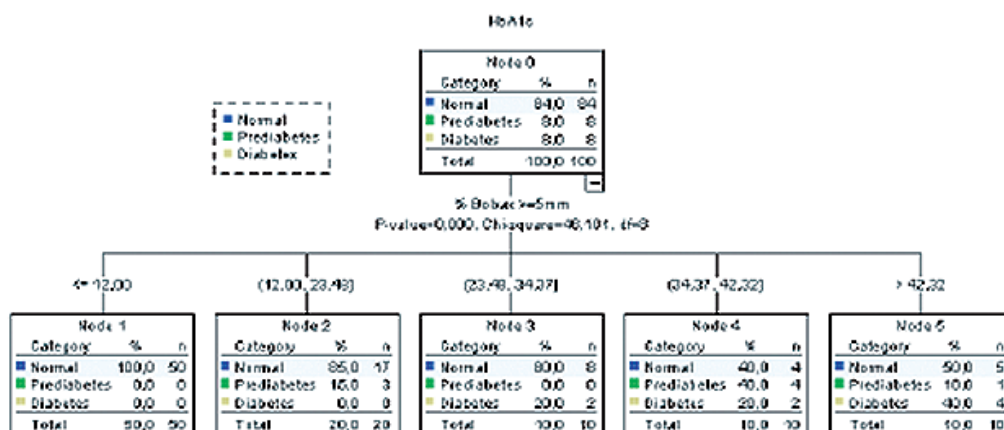 HbA1c
Node 0
Category % n
Normal 84,0 84
Prediabetes 8,0 8
Diabetes 8,0 8
Total 100,0 100
Normal
Prediabetes
Diabetes
P-value=0,000, Chi-square=48,181, df=8
<= 12,00
(12,00, 23,48]
(23,48, 34,37]
(34,37, 42,32]
> 42,32
Node 1
Category % n
Normal 100,0 50
Prediabetes 0,0 0
Diabetes 0,0 0
Total 50,0 50
Node 2
Category % n
Normal 85,0 17
Prediabetes 15,0 3
Diabetes 0,0 0
Total 20,0 20
Node 3
Category % n
Normal 80,0 8
Prediabetes 0,0 0
Diabetes 20,0 2
Total 10,0 10
Node 4
Category % n
Normal 40,0 4
Prediabetes 40,0 4
Diabetes 20,0 2
Total 10,0 10
Node 5
Category % n
Normal 50,0 5
Prediabetes 10,0 1
Diabetes 40,0 4
Total 10,0 10